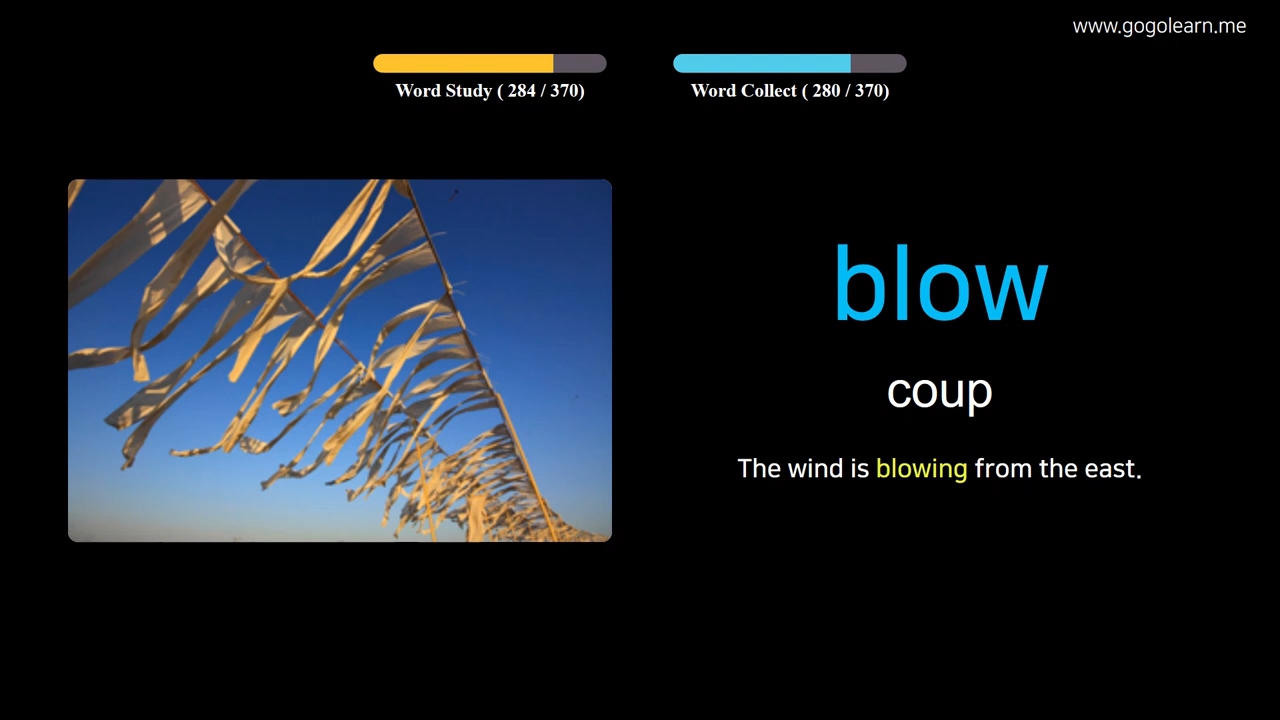 www.gogolearn.me
Word Study ( 284 / 370)
Word Collect ( 280 / 370)
blow
coup
The wind is blowing from the east.